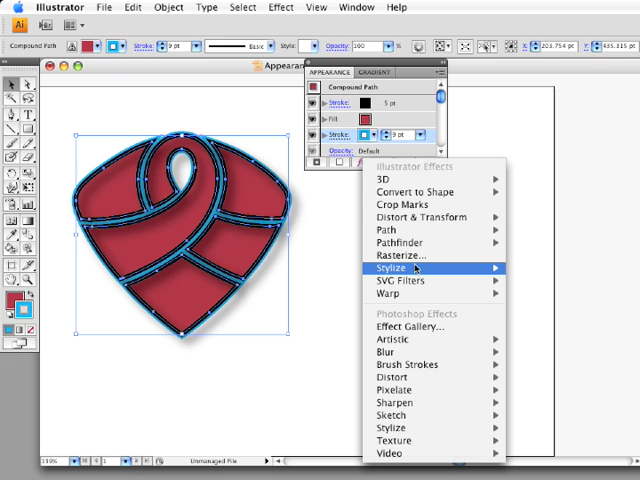 Illustrator File Edit Object Type Select Effect View Window Help
Ai
Compound Path Stroke: 9 pt Basic Style: Opacity: 100 % X: 203.754 pt Y: 435.315 pt
Appearan
APPEARANCE GRADIENT
Compound Path
Stroke: 5 pt
Fill:
Stroke: 9 pt
Opacity: Default
Illustrator Effects
3D
Convert to Shape
Crop Marks
Distort & Transform
Path
Pathfinder
Rasterize...
Stylize
SVG Filters
Warp
Photoshop Effects
Effect Gallery...
Artistic
Blur
Brush Strokes
Distort
Pixelate
Sharpen
Sketch
Stylize
Texture
Video
119% 1 Unmanaged File